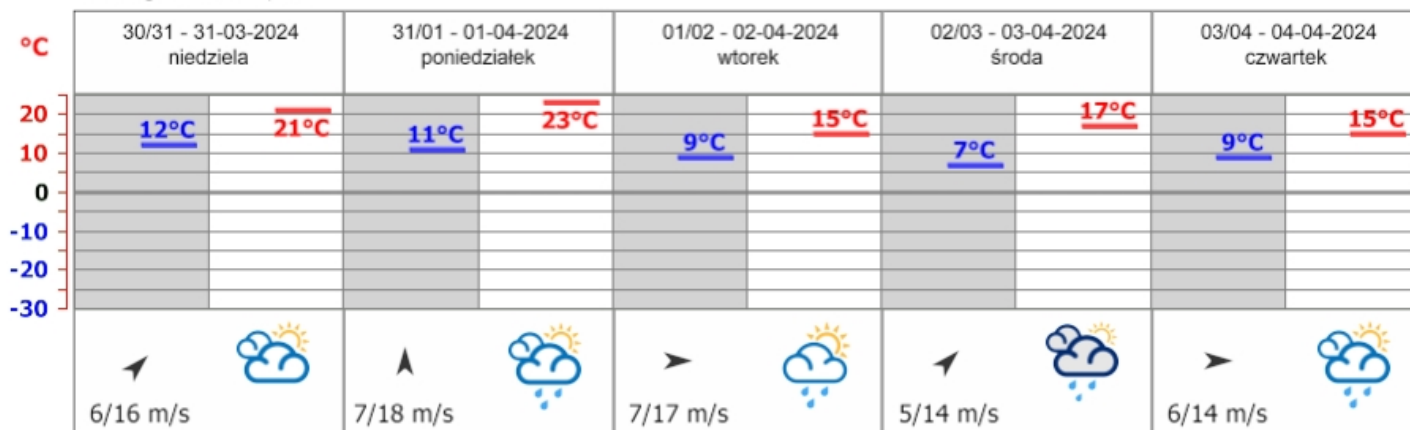 °C
30/31 - 31-03-2024
niedziela
31/01 - 01-04-2024
poniedziałek
01/02 - 02-04-2024
wtorek
02/03 - 03-04-2024
środa
03/04 - 04-04-2024
czwartek
20
10
0
-10
-20
-30
12°C
21°C
11°C
23°C
9°C
15°C
7°C
17°C
9°C
15°C
6/16 m/s
7/18 m/s
7/17 m/s
5/14 m/s
6/14 m/s